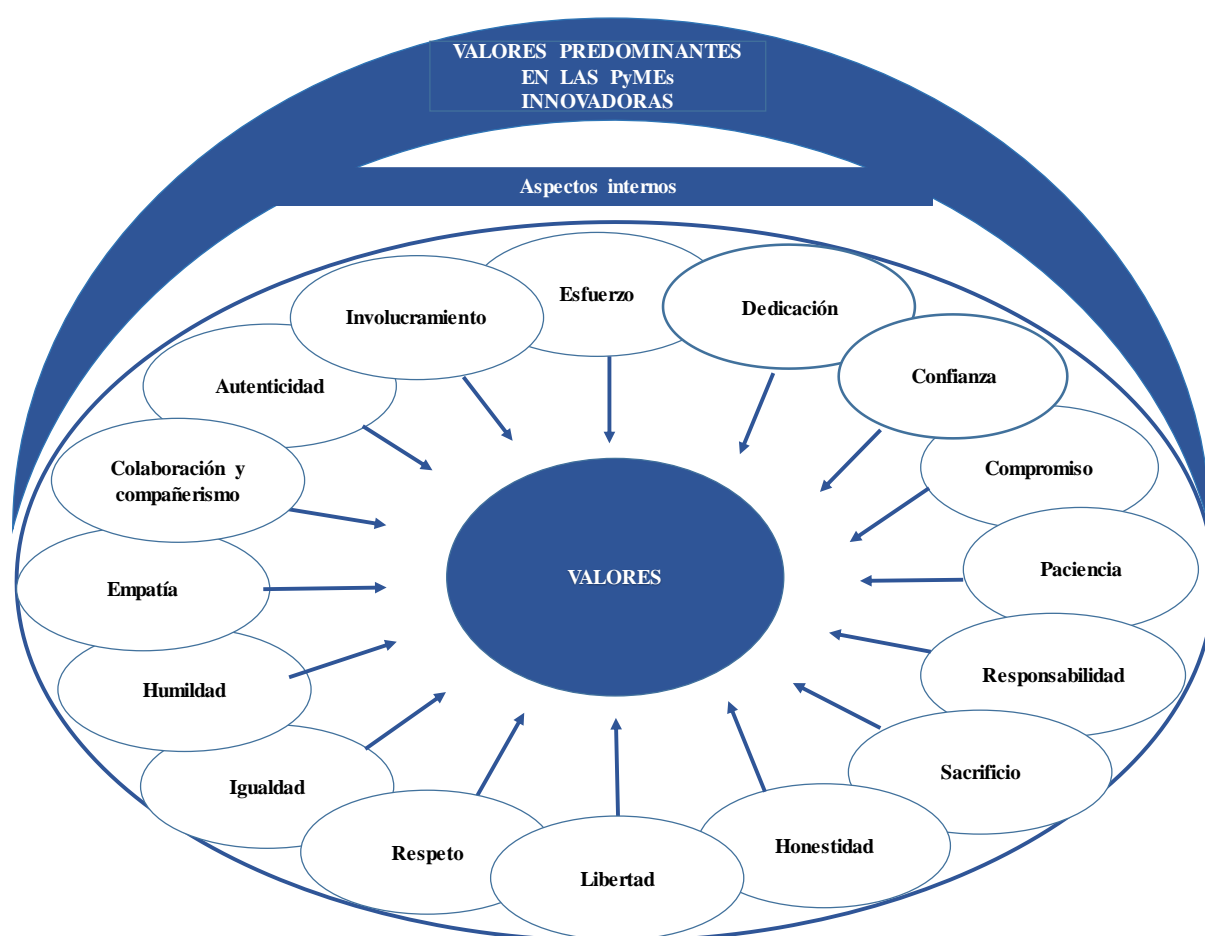 VALORES PREDOMINANTES
EN LAS PyMEs
INNOVADORAS
Aspectos internos
Esfuerzo
Dedicación
Involucramiento
Confianza
Autenticidad
Colaboración y
compañerismo
Compromiso
Paciencia
VALORES
Empatía
Responsabilidad
Humildad
Sacrificio
Igualdad
Honestidad
Respeto
Libertad